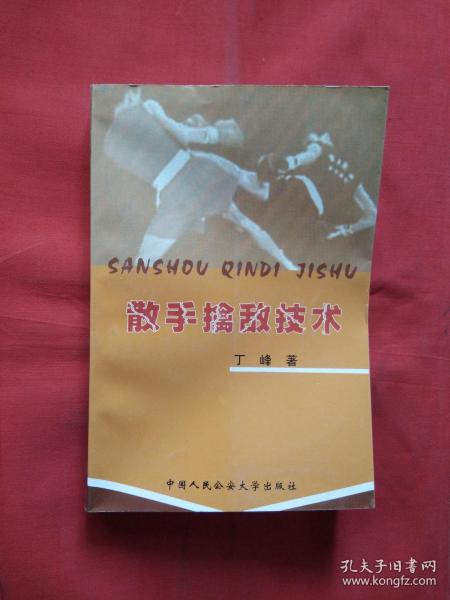 SANSHOU QINDI JISHU
散手擒敌技术
丁 峰 著
中国人民公安大学出版社
孔夫子旧书网
www.kongfz.com